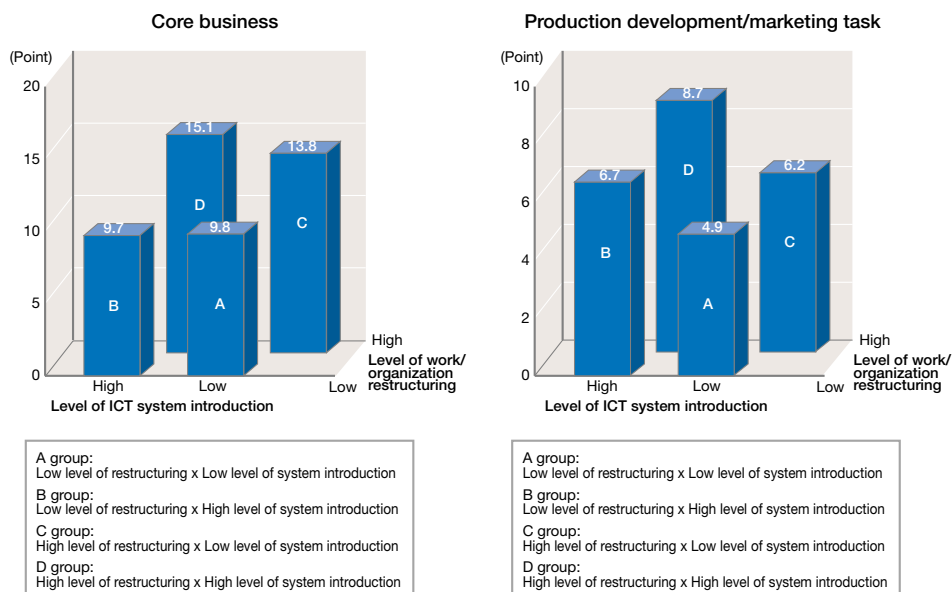 Core business
(Point)
20
15
10
5
0
15.1
13.8
9.7
9.8
D
C
B
A
High
Low
High
Low
Level of work/
organization
restructuring
Level of ICT system introduction
A group:
Low level of restructuring x Low level of system introduction
B group:
Low level of restructuring x High level of system introduction
C group:
High level of restructuring x Low level of system introduction
D group:
High level of restructuring x High level of system introduction
Production development/marketing task
(Point)
10
8
6
4
2
0
8.7
6.7
6.2
4.9
D
B
C
A
High
Low
High
Low
Level of work/
organization
restructuring
Level of ICT system introduction
A group:
Low level of restructuring x Low level of system introduction
B group:
Low level of restructuring x High level of system introduction
C group:
High level of restructuring x Low level of system introduction
D group:
High level of restructuring x High level of system introduction